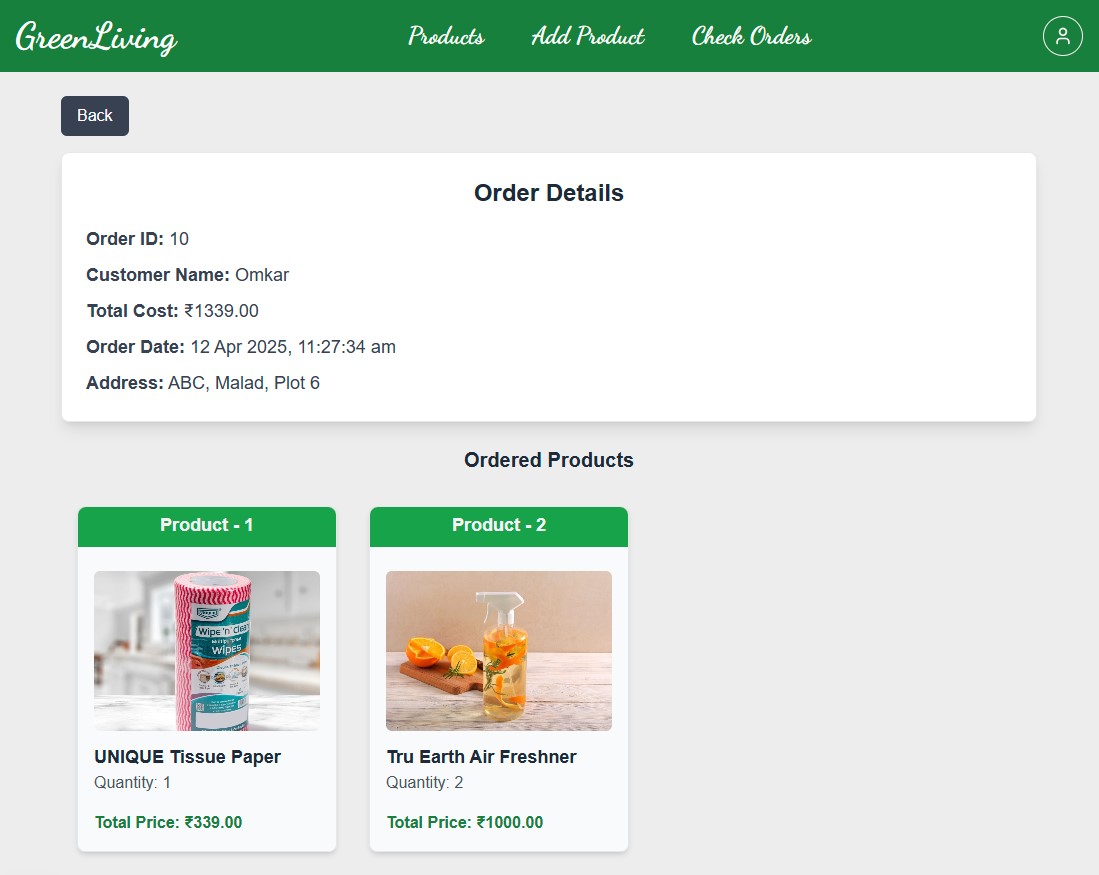 GreenLiving
Products
Add Product
Check Orders
Back
Order Details
Order ID: 10
Customer Name: Omkar
Total Cost: ₹1339.00
Order Date: 12 Apr 2025, 11:27:34 am
Address: ABC, Malad, Plot 6
Ordered Products
Product - 1
Wipe 'n' Clean
Wipes
UNIQUE Tissue Paper
Quantity: 1
Total Price: ₹339.00
Product - 2
Tru Earth Air Freshner
Quantity: 2
Total Price: ₹1000.00